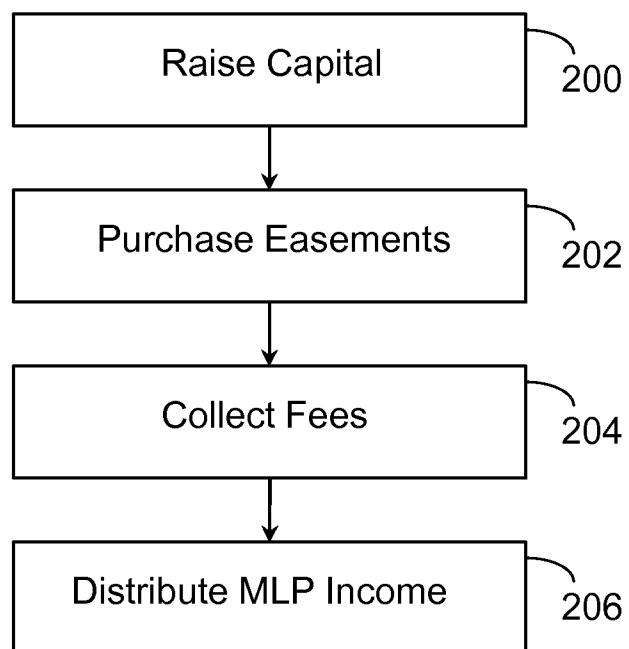 Raise Capital
200
Purchase Easements
202
Collect Fees
204
Distribute MLP Income
206